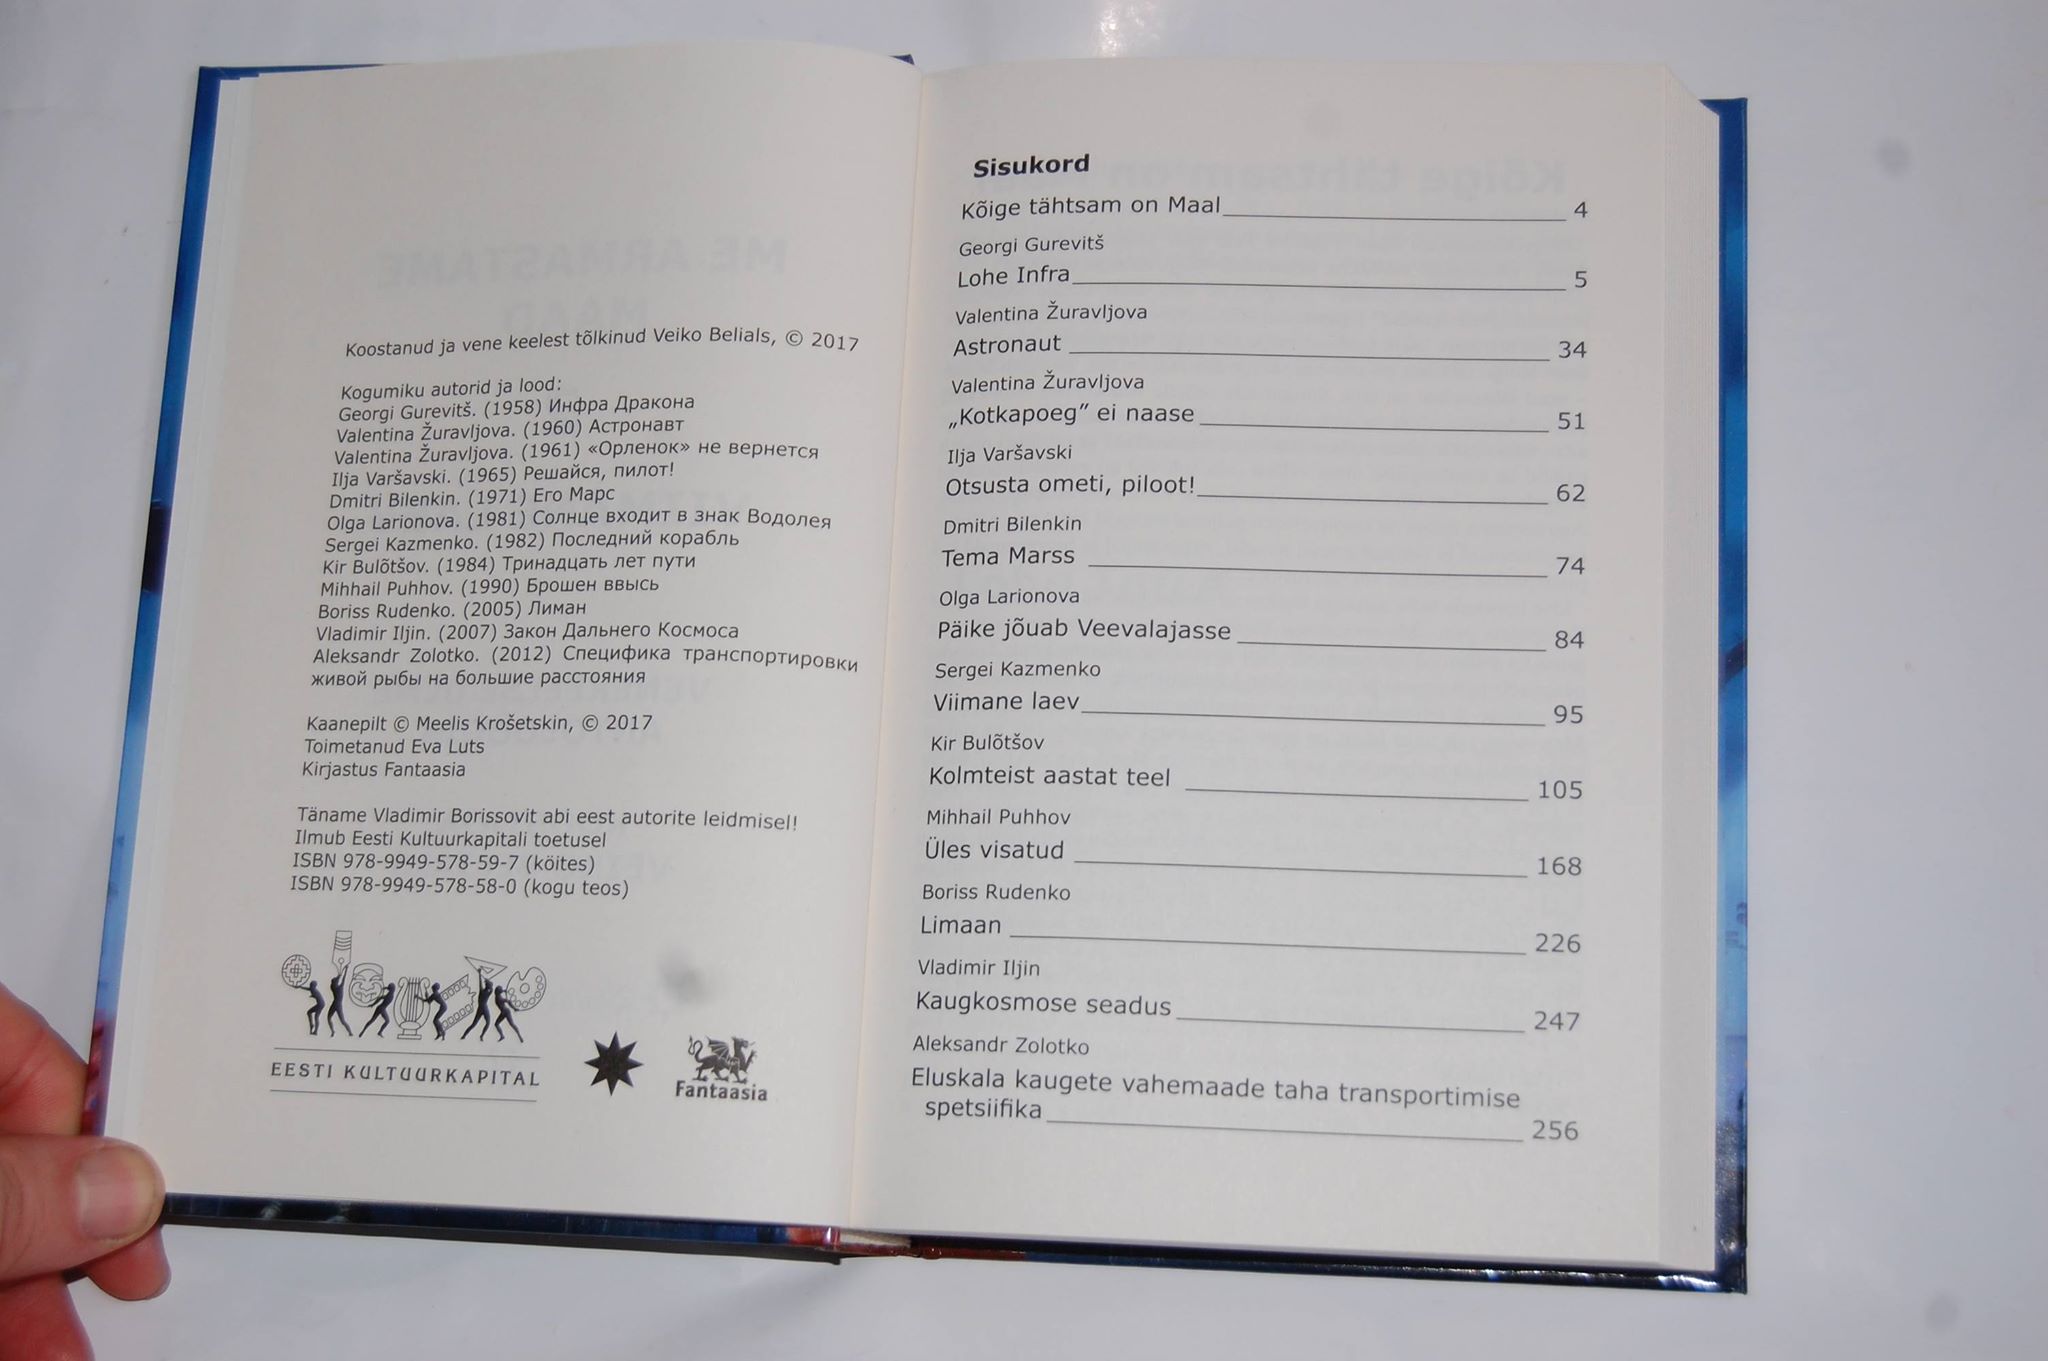 Koostanud ja vene keelest tõlkinud Veiko Belials, © 2017
Kogumiku autorid ja lood:
Georgi Gurevitš. (1958) Инфра Дракона
Valentina Žuravljova. (1960) Астронавт
Valentina Žuravljova. (1961) «Орленок» не вернется
Ilja Varšavski. (1965) Решайся, пилот!
Dmitri Bilenkin. (1971) Его Марс
Olga Larionova. (1981) Солнце входит в знак Водолея
Sergei Kazmenko. (1982) Последний корабль
Kir Bulõtšov. (1984) Тринадцать лет пути
Mihhail Puhhov. (1990) Брошен ввысь
Boriss Rudenko. (2005) Лиман
Vladimir Iljin. (2007) Закон Дальнего Космоса
Aleksandr Zolotko. (2012) Специфика транспортировки
живой рыбы на большие расстояния
Kaanepilt © Meelis Krošetskin, © 2017
Toimetanud Eva Luts
Kirjastus Fantaasia
Täname Vladimir Borissovit abi eest autorite leidmisel!
Ilmub Eesti Kultuurkapitali toetusel
ISBN 978-9949-578-59-7 (köites)
ISBN 978-9949-578-58-0 (kogu teos)
EESTI KULTUURKAPITAL
Fantaasia
Sisukord
Kõige tähtsam on Maal 4
Georgi Gurevitš
Lohe Infra 5
Valentina Žuravljova
Astronaut 34
Valentina Žuravljova
„Kotkapoeg” ei naase 51
Ilja Varšavski
Otsusta ometi, piloot! 62
Dmitri Bilenkin
Tema Marss 74
Olga Larionova
Päike jõuab Veevalajasse 84
Sergei Kazmenko
Viimane laev 95
Kir Bulõtšov
Kolmteist aastat teel 105
Mihhail Puhhov
Üles visatud 168
Boriss Rudenko
Limaan 226
Vladimir Iljin
Kaugkosmose seadus 247
Aleksandr Zolotko
Eluskala kaugete vahemaade taha transportimise
spetsiifika 256